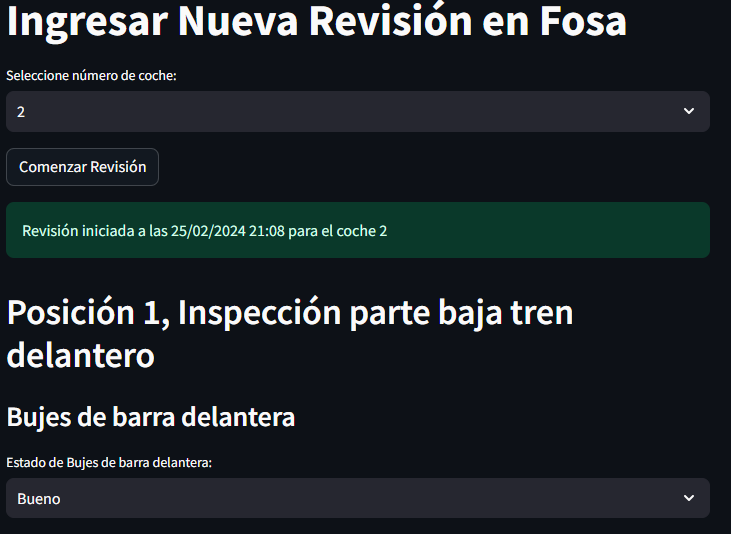 Ingresar Nueva Revisión en Fosa
Seleccione número de coche:
2
Comenzar Revisión
Revisión iniciada a las 25/02/2024 21:08 para el coche 2
Posición 1, Inspección parte baja tren
delantero
Bujes de barra delantera
Estado de Bujes de barra delantera:
Bueno